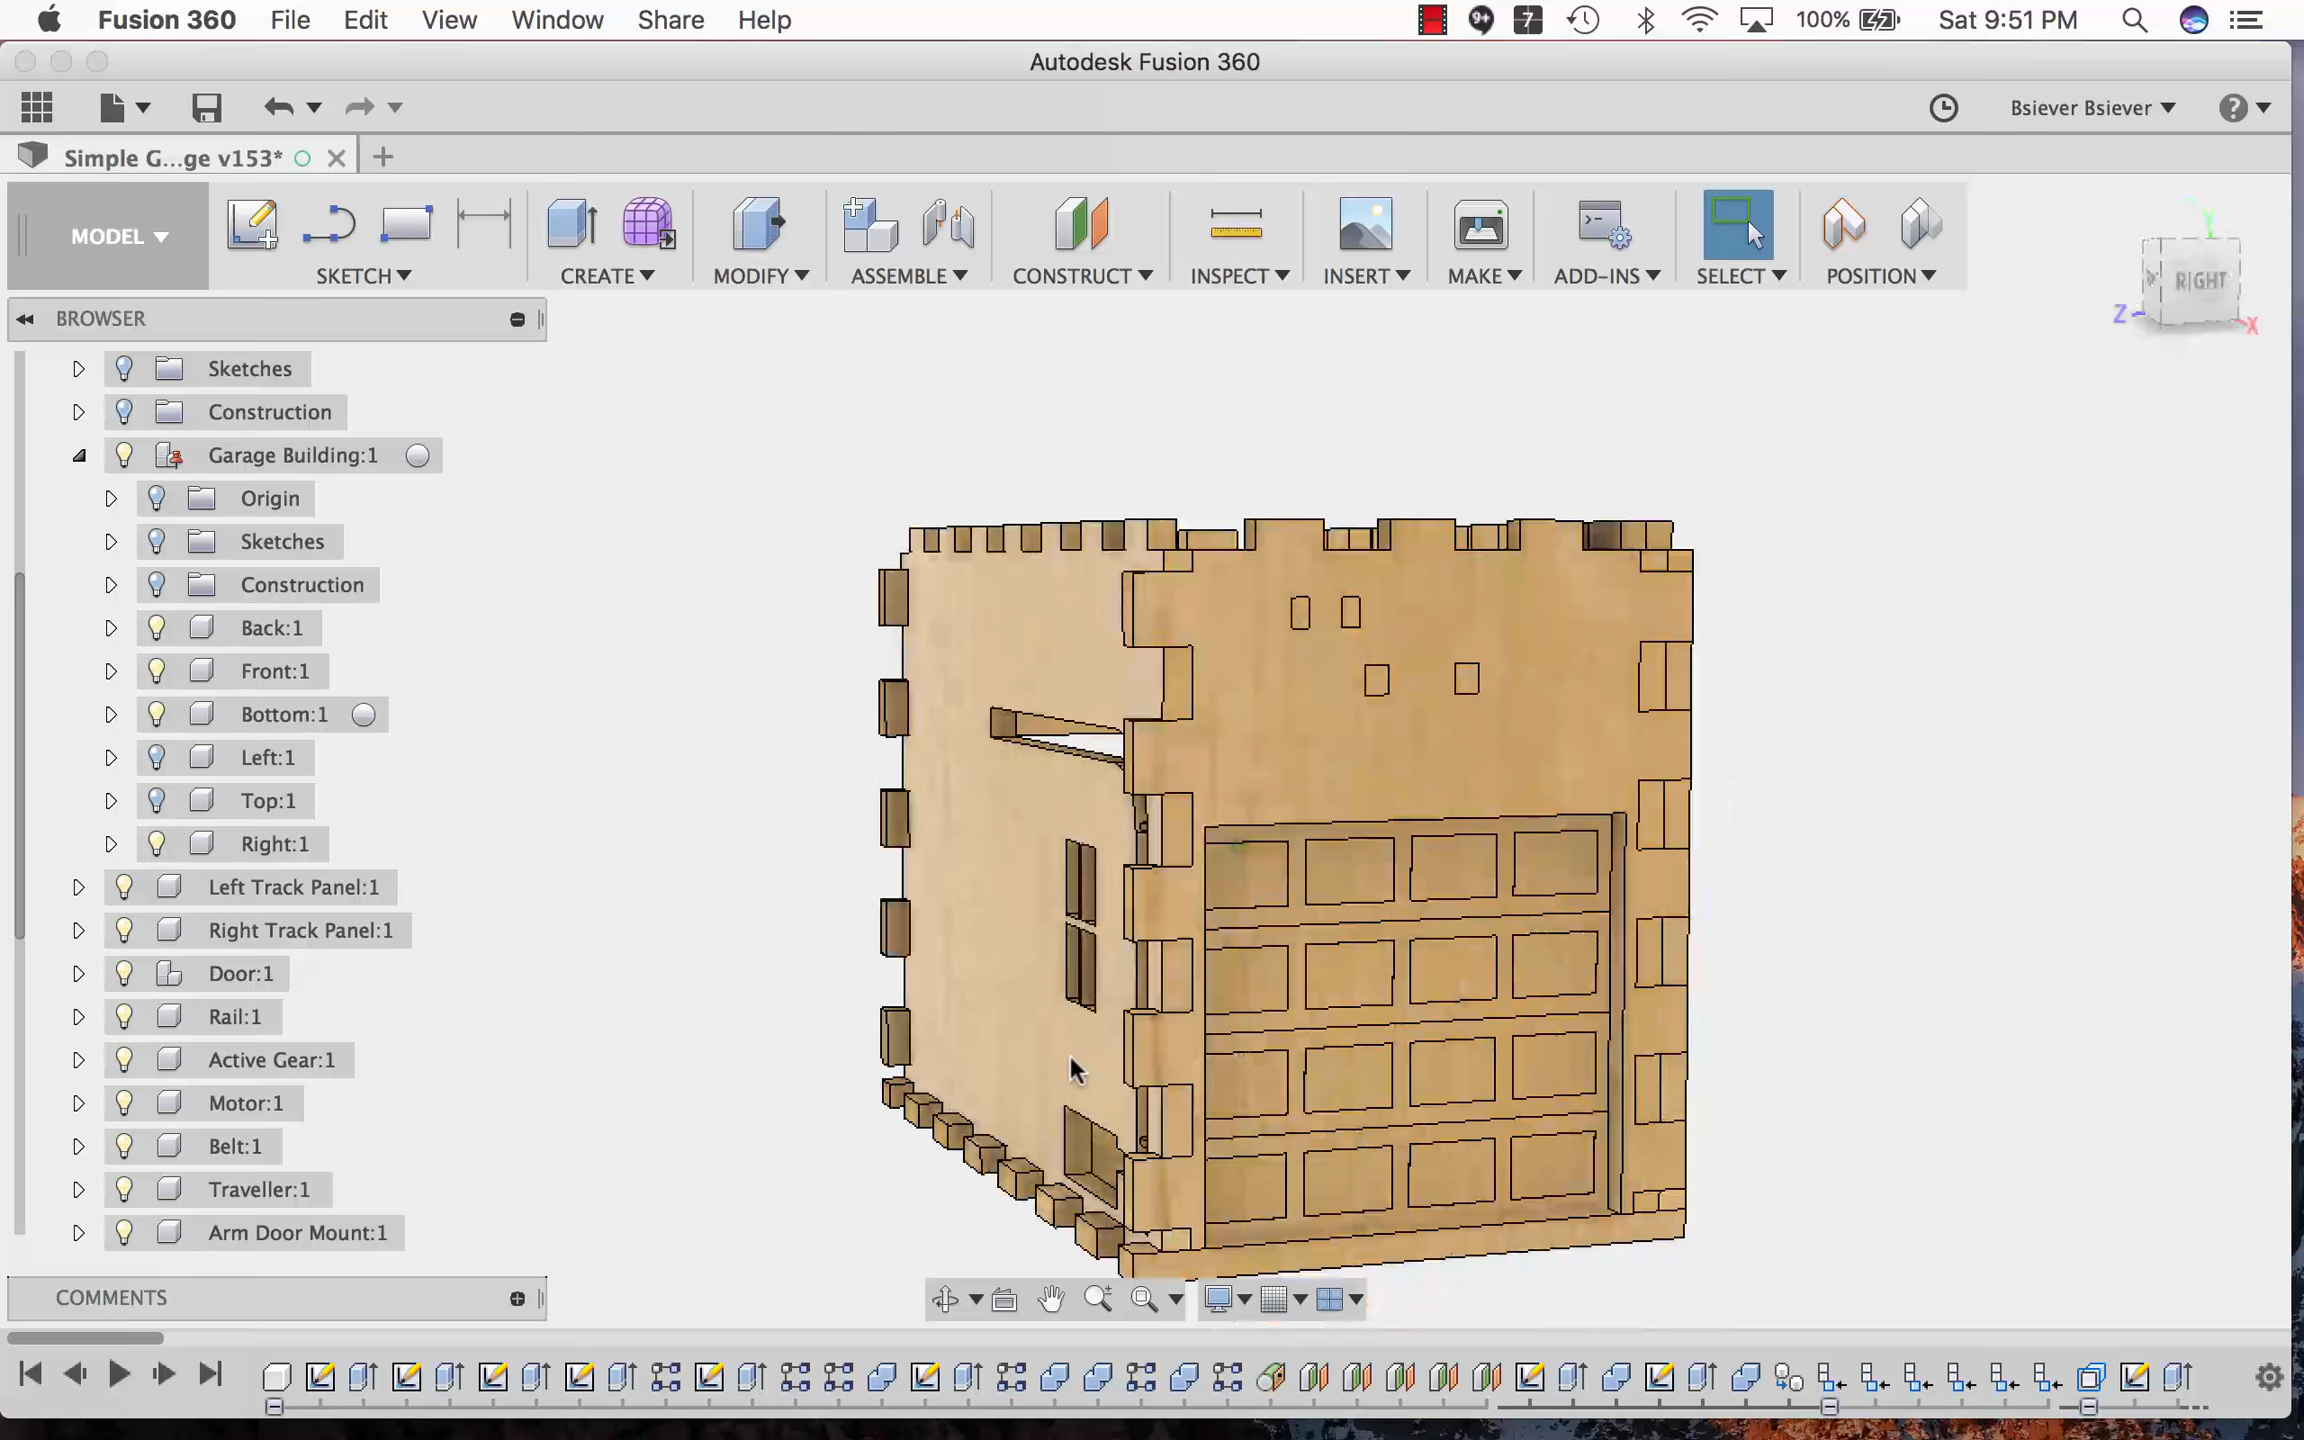 Fusion 360 File Edit View Window Share Help 9+ 7 100% Sat 9:51 PM
Autodesk Fusion 360
Bsiever Bsiever ?
Simple G...ge v153*
MODEL SKETCH CREATE MODIFY ASSEMBLE CONSTRUCT INSPECT INSERT MAKE ADD-INS SELECT POSITION
Y
RIGHT
Z X
BROWSER
Sketches
Construction
Garage Building:1
Origin
Sketches
Construction
Back:1
Front:1
Bottom:1
Left:1
Top:1
Right:1
Left Track Panel:1
Right Track Panel:1
Door:1
Rail:1
Active Gear:1
Motor:1
Belt:1
Traveller:1
Arm Door Mount:1
COMMENTS